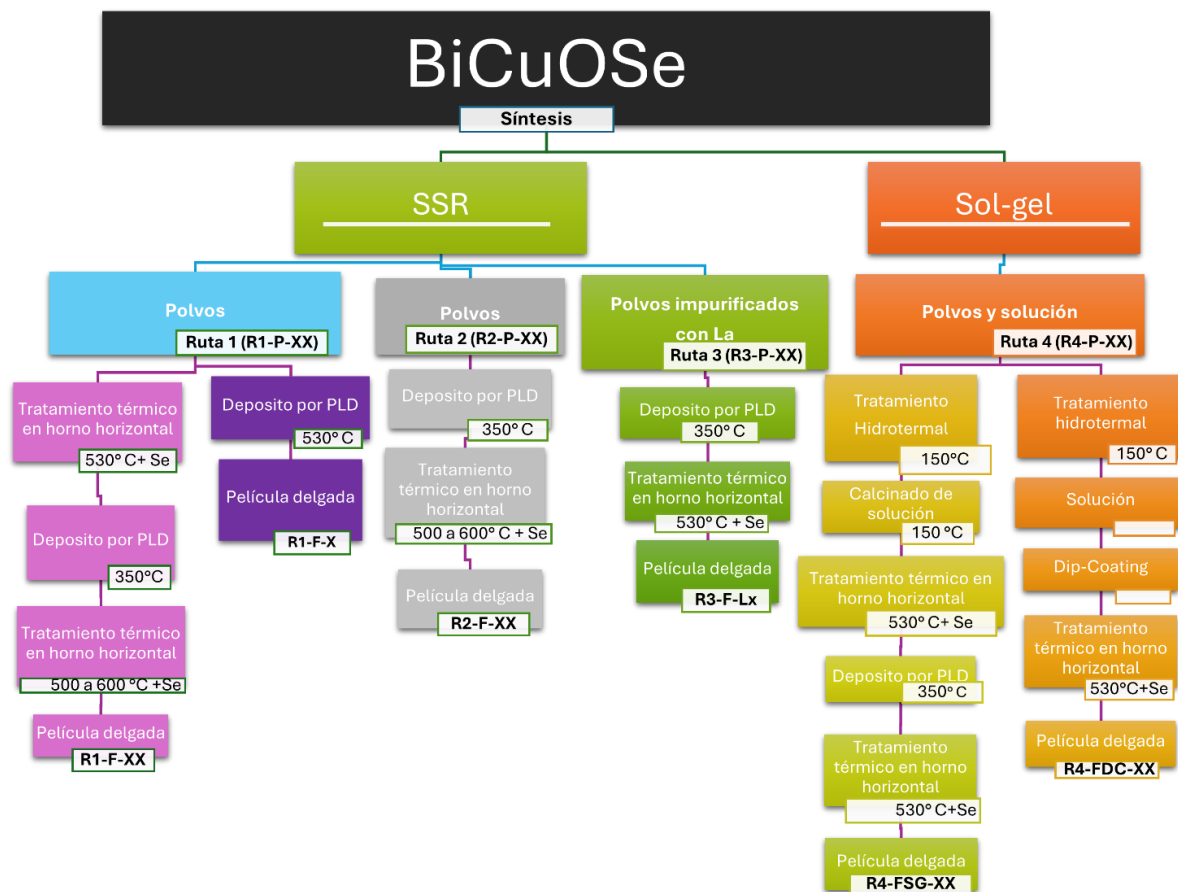 BiCuOSe
Síntesis
SSR
Sol-gel
Polvos
Ruta 1 (R1-P-XX)
Polvos
Ruta 2 (R2-P-XX)
Polvos impurificados
con La
Ruta 3 (R3-P-XX)
Polvos y solución
Ruta 4 (R4-P-XX)
Tratamiento térmico
en horno horizontal
530° C+ Se
Deposito por PLD
350°C
Tratamiento térmico
en horno horizontal
500 a 600 °C +Se
Película delgada
R1-F-XX
Deposito por PLD
530° C
Película delgada
R1-F-X
Deposito por PLD
350° C
Tratamiento
térmico en horno
horizontal
500 a 600° C + Se
Película delgada
R2-F-XX
Deposito por PLD
350° C
Tratamiento térmico
en horno horizontal
530° C + Se
Película delgada
R3-F-Lx
Tratamiento
Hidrotermal
150°C
Calcinado de
solución
150 °C
Tratamiento térmico en
horno horizontal
530° C+ Se
Deposito por PLD
350° C
Tratamiento
térmico en horno
horizontal
530° C+Se
Película delgada
R4-FSG-XX
Tratamiento
hidrotermal
150° C
Solución
Dip-Coating
Tratamiento
térmico en horno
horizontal
530°C+Se
Película delgada
R4-FDC-XX